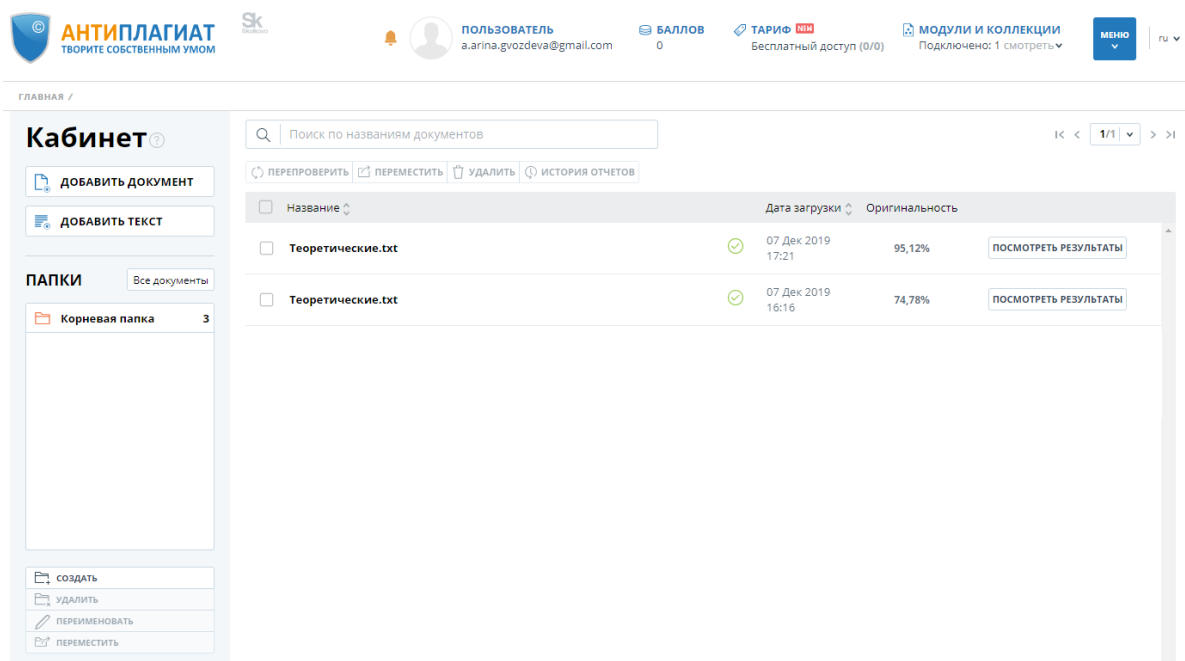 АНТИПЛАГИАТ
ТВОРИТЕ СОБСТВЕННЫМ УМОМ
Sk
Skolkovo
ПОЛЬЗОВАТЕЛЬ
a.arina.gvozdeva@gmail.com
БАЛЛОВ
0
ТАРИФ NEW
Бесплатный доступ (0/0)
МОДУЛИ И КОЛЛЕКЦИИ
Подключено: 1 смотреть
МЕНЮ
ru
ГЛАВНАЯ /
Кабинет ?
ДОБАВИТЬ ДОКУМЕНТ
ДОБАВИТЬ ТЕКСТ
ПАПКИ Все документы
Корневая папка 3
СОЗДАТЬ
УДАЛИТЬ
ПЕРЕИМЕНОВАТЬ
ПЕРЕМЕСТИТЬ
Поиск по названиям документов
1/1
ПЕРЕПРОВЕРИТЬ ПЕРЕМЕСТИТЬ УДАЛИТЬ ИСТОРИЯ ОТЧЕТОВ
Название Дата загрузки Оригинальность
Теоретические.txt 07 Дек 2019 95,12% ПОСМОТРЕТЬ РЕЗУЛЬТАТЫ
17:21
Теоретические.txt 07 Дек 2019 74,78% ПОСМОТРЕТЬ РЕЗУЛЬТАТЫ
16:16